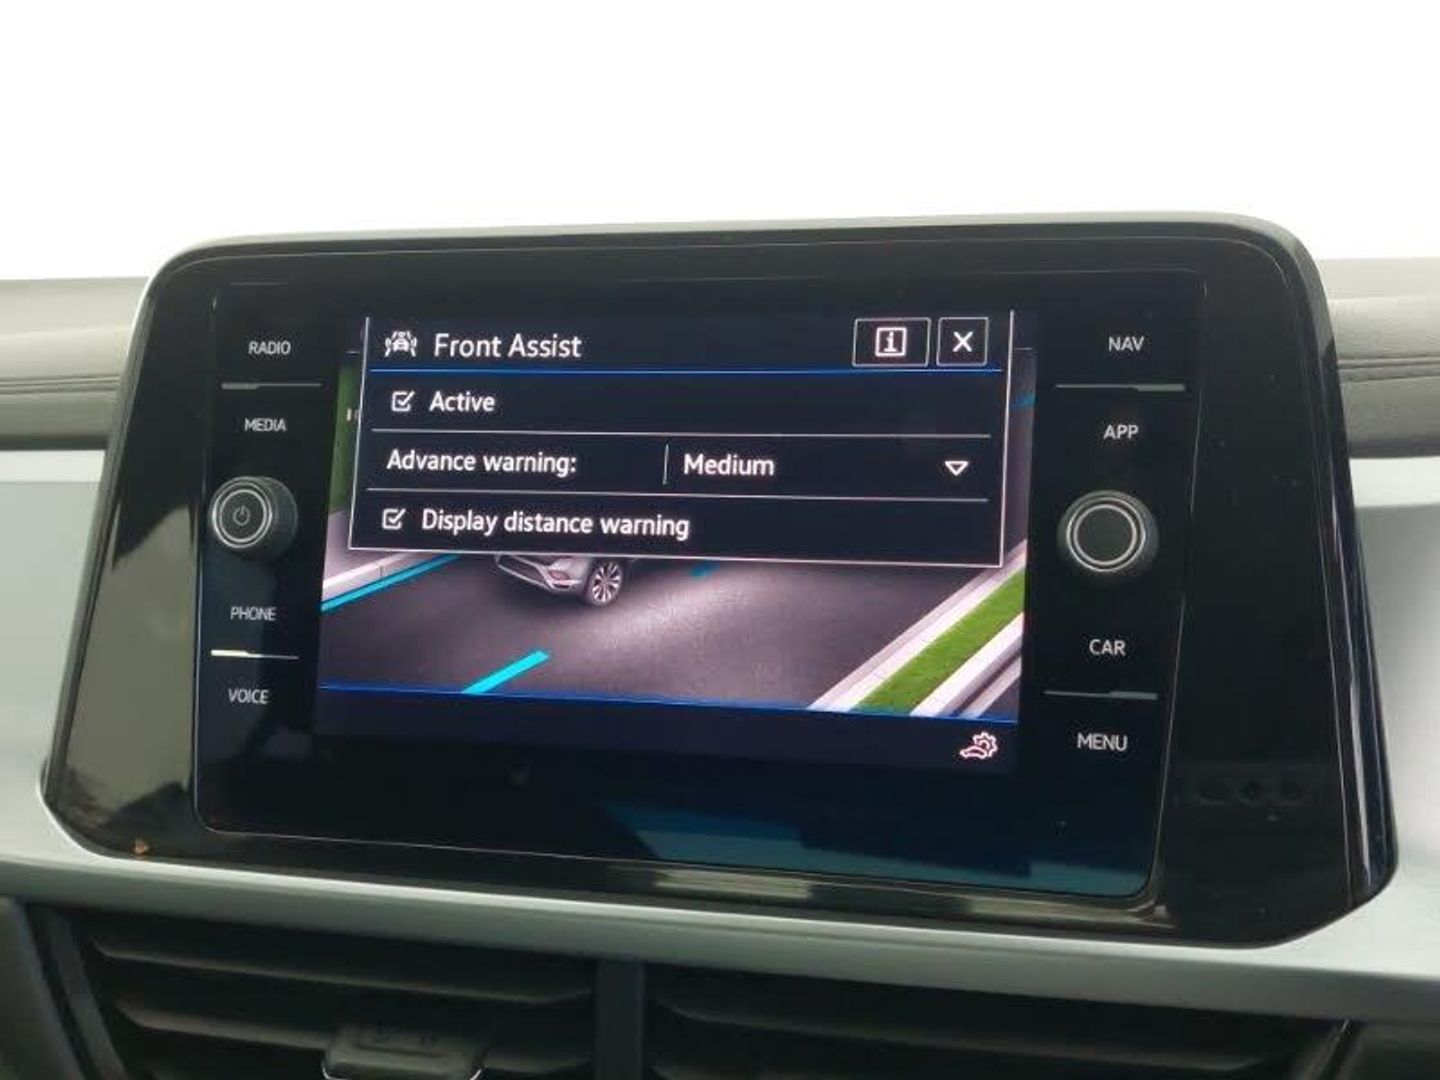 RADIO
MEDIA
PHONE
VOICE
Front Assist
Active
Advance warning: Medium
Display distance warning
NAV
APP
CAR
MENU